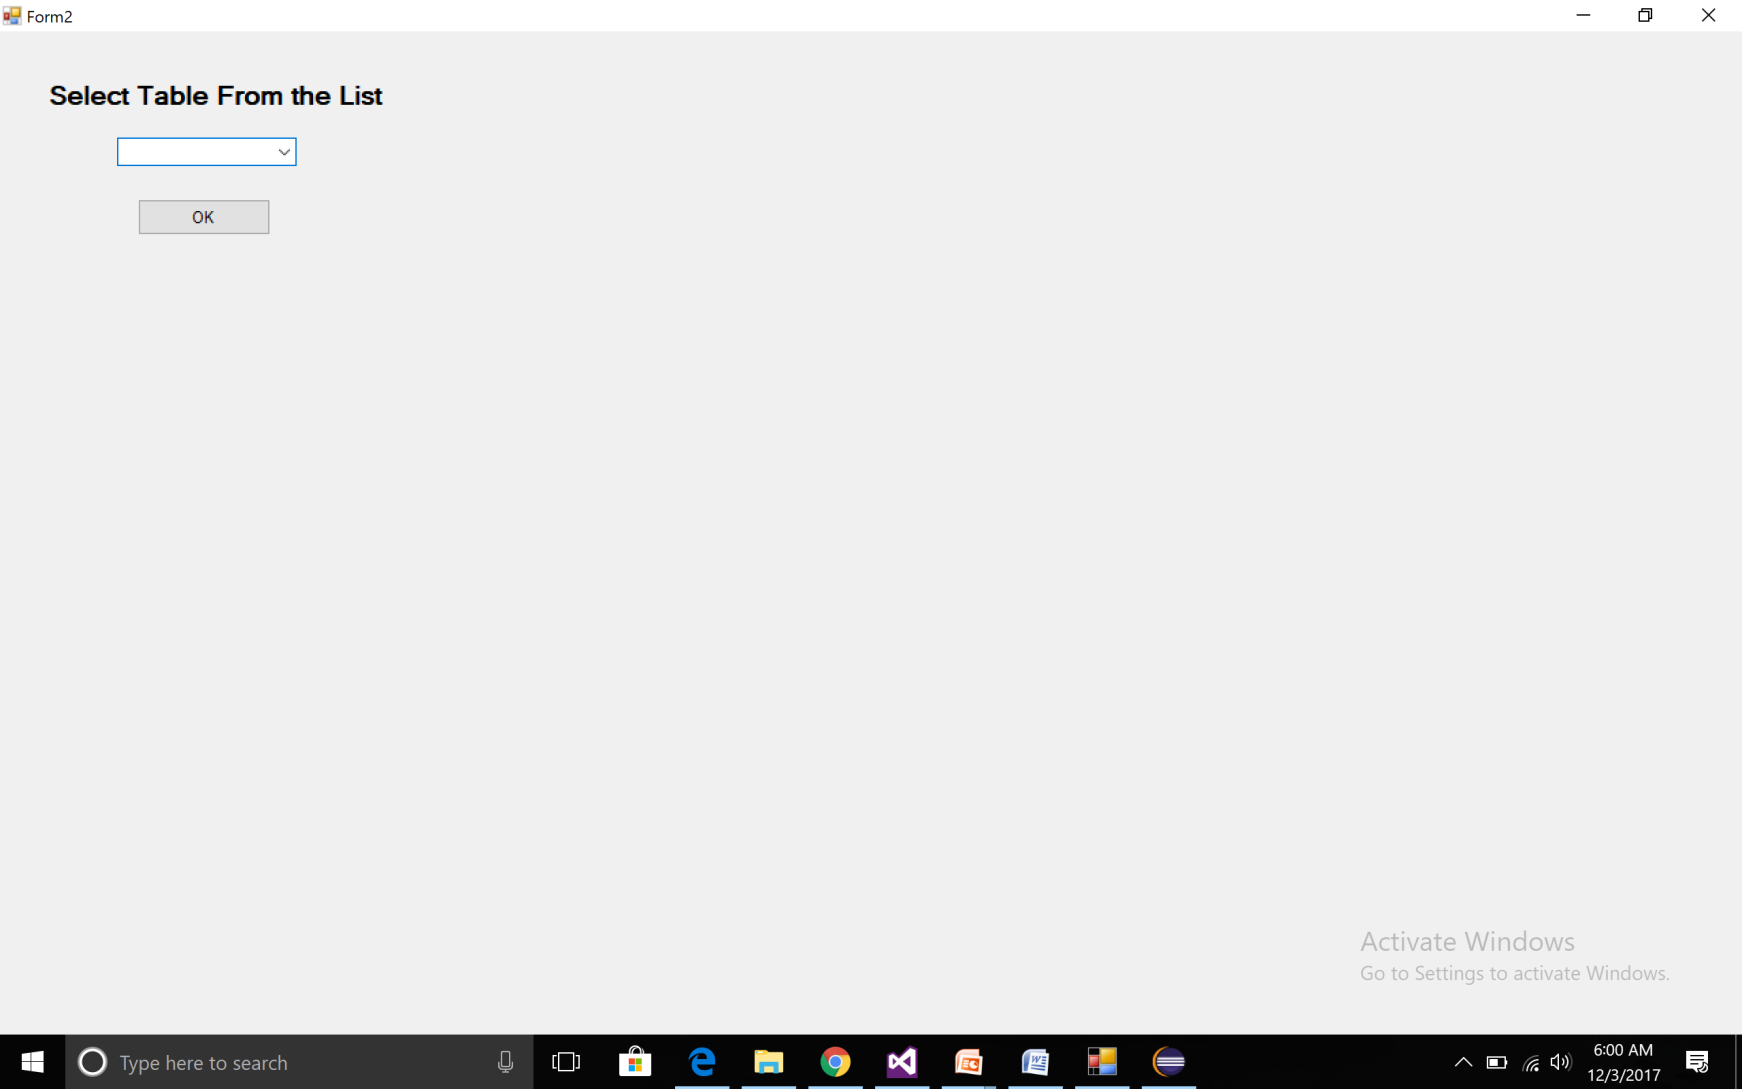 Form2
Select Table From the List
OK
Activate Windows
Go to Settings to activate Windows.
Type here to search
6:00 AM
12/3/2017